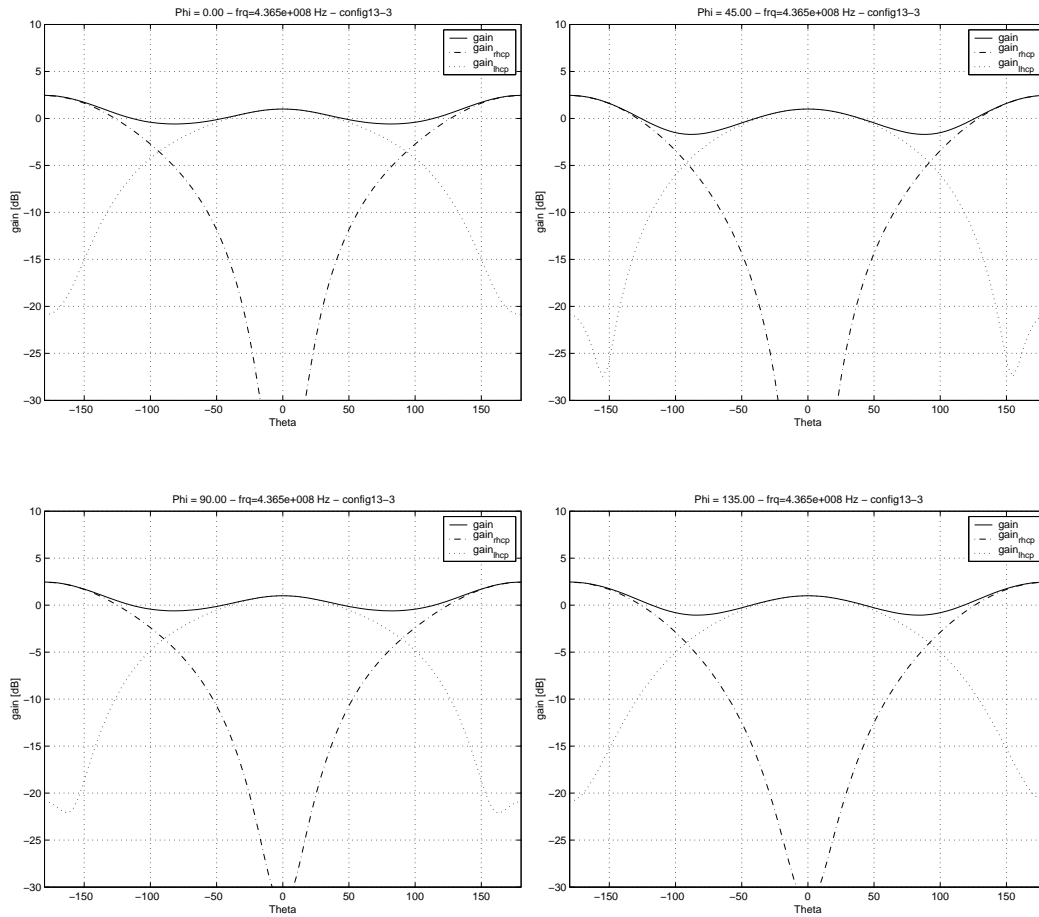 Phi = 0.00 − frq=4.365e+008 Hz − config13−3
10
5
0
−5
−10
−15
−20
−25
−30
gain [dB]
gain
gain_rhcp
gain_lhcp
−150
−100
−50
0
50
100
150
Theta
Phi = 45.00 − frq=4.365e+008 Hz − config13−3
10
5
0
−5
−10
−15
−20
−25
−30
gain [dB]
gain
gain_rhcp
gain_lhcp
−150
−100
−50
0
50
100
150
Theta
Phi = 90.00 − frq=4.365e+008 Hz − config13−3
10
5
0
−5
−10
−15
−20
−25
−30
gain [dB]
gain
gain_rhcp
gain_lhcp
−150
−100
−50
0
50
100
150
Theta
Phi = 135.00 − frq=4.365e+008 Hz − config13−3
10
5
0
−5
−10
−15
−20
−25
−30
gain [dB]
gain
gain_rhcp
gain_lhcp
−150
−100
−50
0
50
100
150
Theta